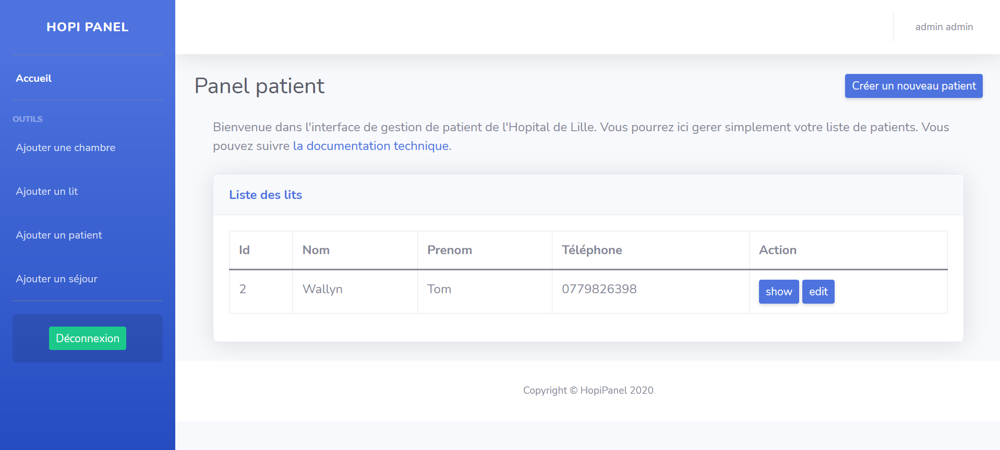 HOPI PANEL
admin admin
Accueil
OUTILS
Ajouter une chambre
Ajouter un lit
Ajouter un patient
Ajouter un séjour
Déconnexion
Panel patient
Créer un nouveau patient
Bienvenue dans l'interface de gestion de patient de l'Hopital de Lille. Vous pourrez ici gerer simplement votre liste de patients. Vous
pouvez suivre la documentation technique.
Liste des lits
Id Nom Prenom Téléphone Action
2 Wallyn Tom 0779826398 show edit
Copyright © HopiPanel 2020